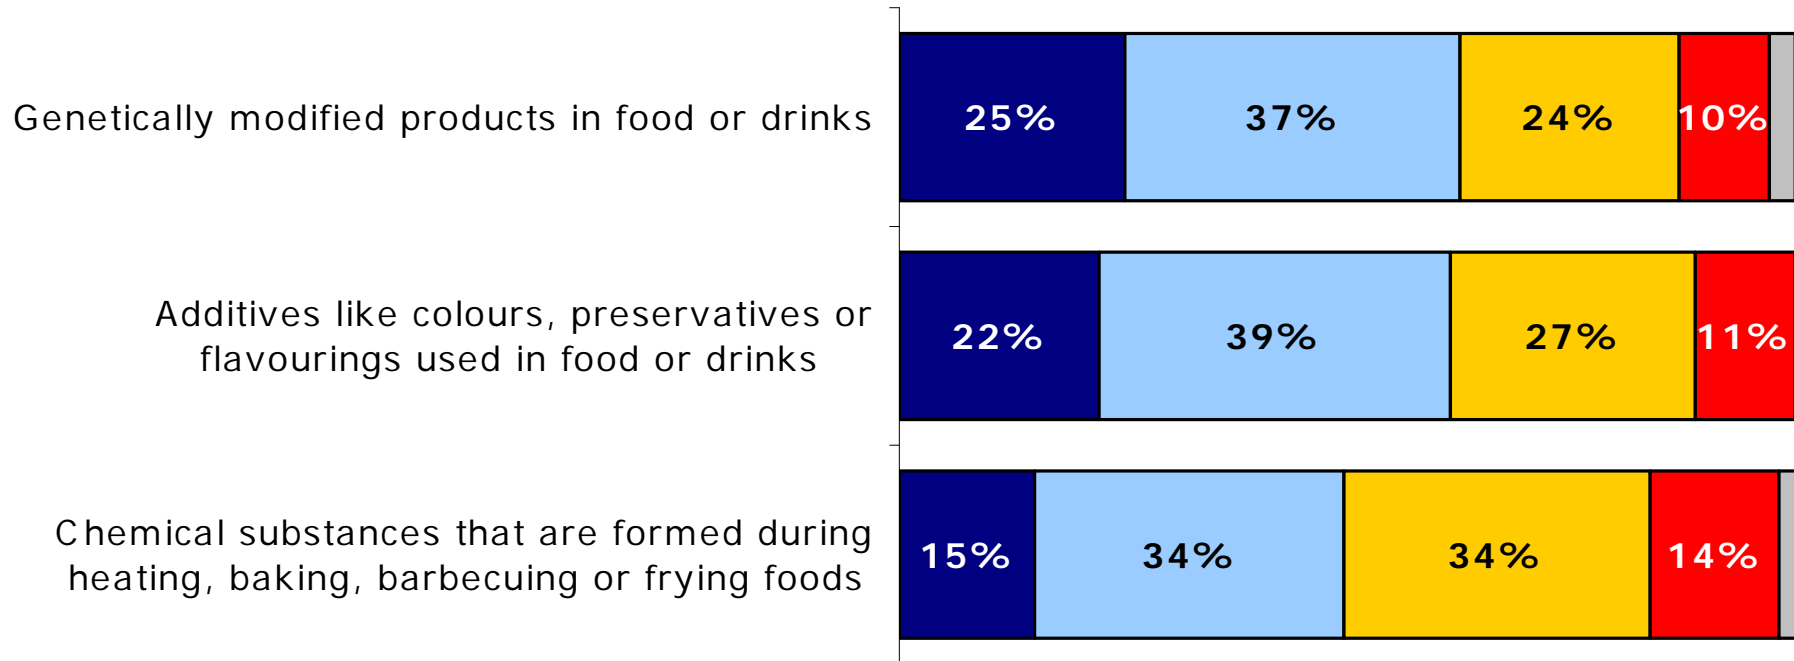 Genetically modified products in food or drinks
25% 37% 24% 10%
Additives like colours, preservatives or
flavourings used in food or drinks
22% 39% 27% 11%
Chemical substances that are formed during
heating, baking, barbecuing or frying foods
15% 34% 34% 14%